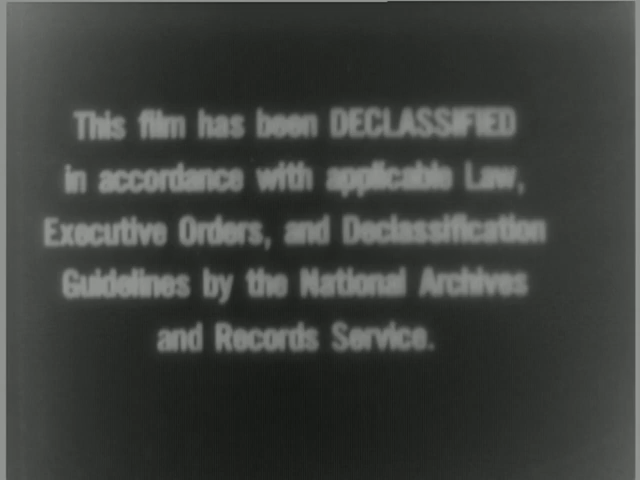 This film has been DECLASSIFIED
in accordance with applicable Law,
Executive Orders, and Declassification
Guidelines by the National Archives
and Records Service.